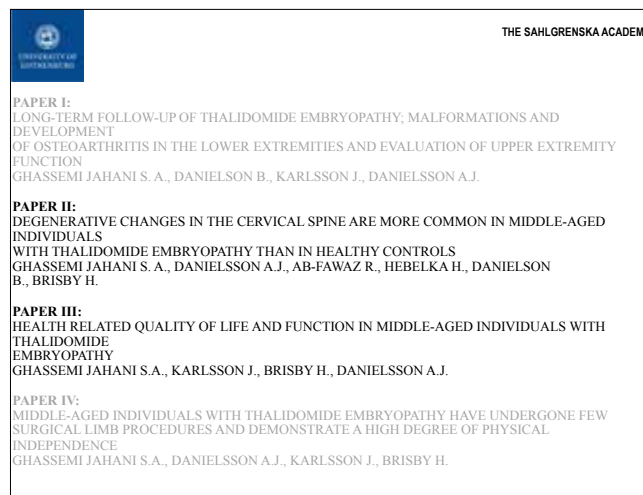 UNIVERSITY OF
GOTHENBURG
THE SAHLGRENSKA ACADEM
PAPER I:
LONG-TERM FOLLOW-UP OF THALIDOMIDE EMBRYOPATHY; MALFORMATIONS AND
DEVELOPMENT
OF OSTEOARTHRITIS IN THE LOWER EXTREMITIES AND EVALUATION OF UPPER EXTREMITY
FUNCTION
GHASSEMI JAHANI S. A., DANIELSON B., KARLSSON J., DANIELSSON A.J.
PAPER II:
DEGENERATIVE CHANGES IN THE CERVICAL SPINE ARE MORE COMMON IN MIDDLE-AGED
INDIVIDUALS
WITH THALIDOMIDE EMBRYOPATHY THAN IN HEALTHY CONTROLS
GHASSEMI JAHANI S. A., DANIELSSON A.J., AB-FAWAZ R., HEBELKA H., DANIELSON
B., BRISBY H.
PAPER III:
HEALTH RELATED QUALITY OF LIFE AND FUNCTION IN MIDDLE-AGED INDIVIDUALS WITH
THALIDOMIDE
EMBRYOPATHY
GHASSEMI JAHANI S.A., KARLSSON J., BRISBY H., DANIELSSON A.J.
PAPER IV:
MIDDLE-AGED INDIVIDUALS WITH THALIDOMIDE EMBRYOPATHY HAVE UNDERGONE FEW
SURGICAL LIMB PROCEDURES AND DEMONSTRATE A HIGH DEGREE OF PHYSICAL
INDEPENDENCE
GHASSEMI JAHANI S.A., DANIELSSON A.J., KARLSSON J., BRISBY H.